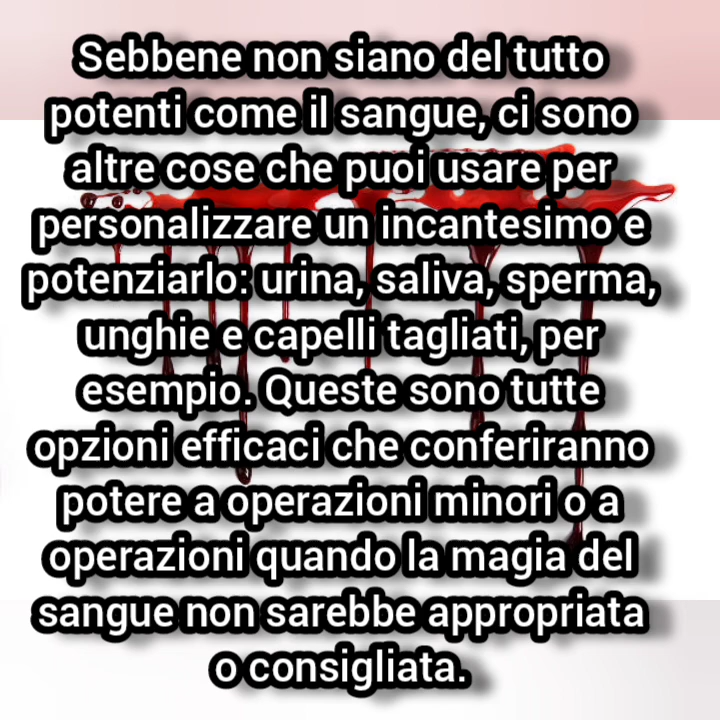 Sebbene non siano del tutto
potenti come il sangue, ci sono
altre cose che puoi usare per
personalizzare un incantesimo e
potenziarlo: urina, saliva, sperma,
unghie e capelli tagliati, per
esempio. Queste sono tutte
opzioni efficaci che conferiranno
potere a operazioni minori o a
operazioni quando la magia del
sangue non sarebbe appropriata
o consigliata.